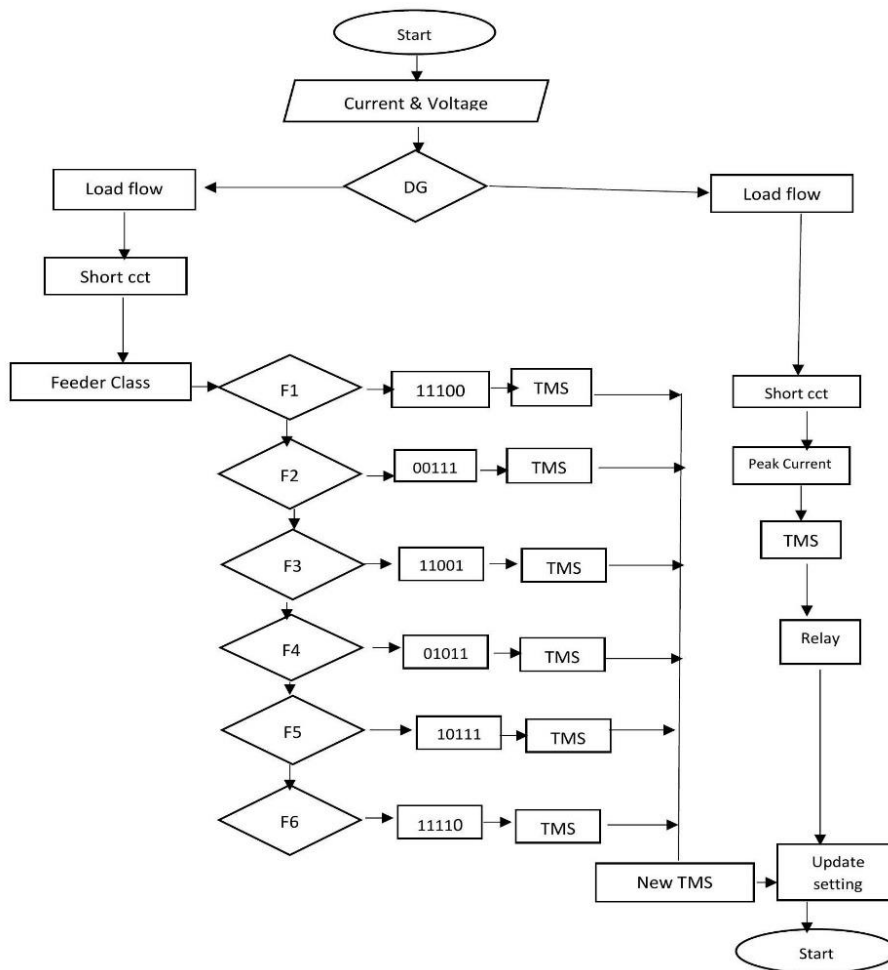 Start
Current & Voltage
DG
Load flow
Load flow
Short cct
Feeder Class
F1
11100
TMS
F2
00111
TMS
F3
11001
TMS
F4
01011
TMS
F5
10111
TMS
F6
11110
TMS
New TMS
Short cct
Peak Current
TMS
Relay
Update
setting
Start